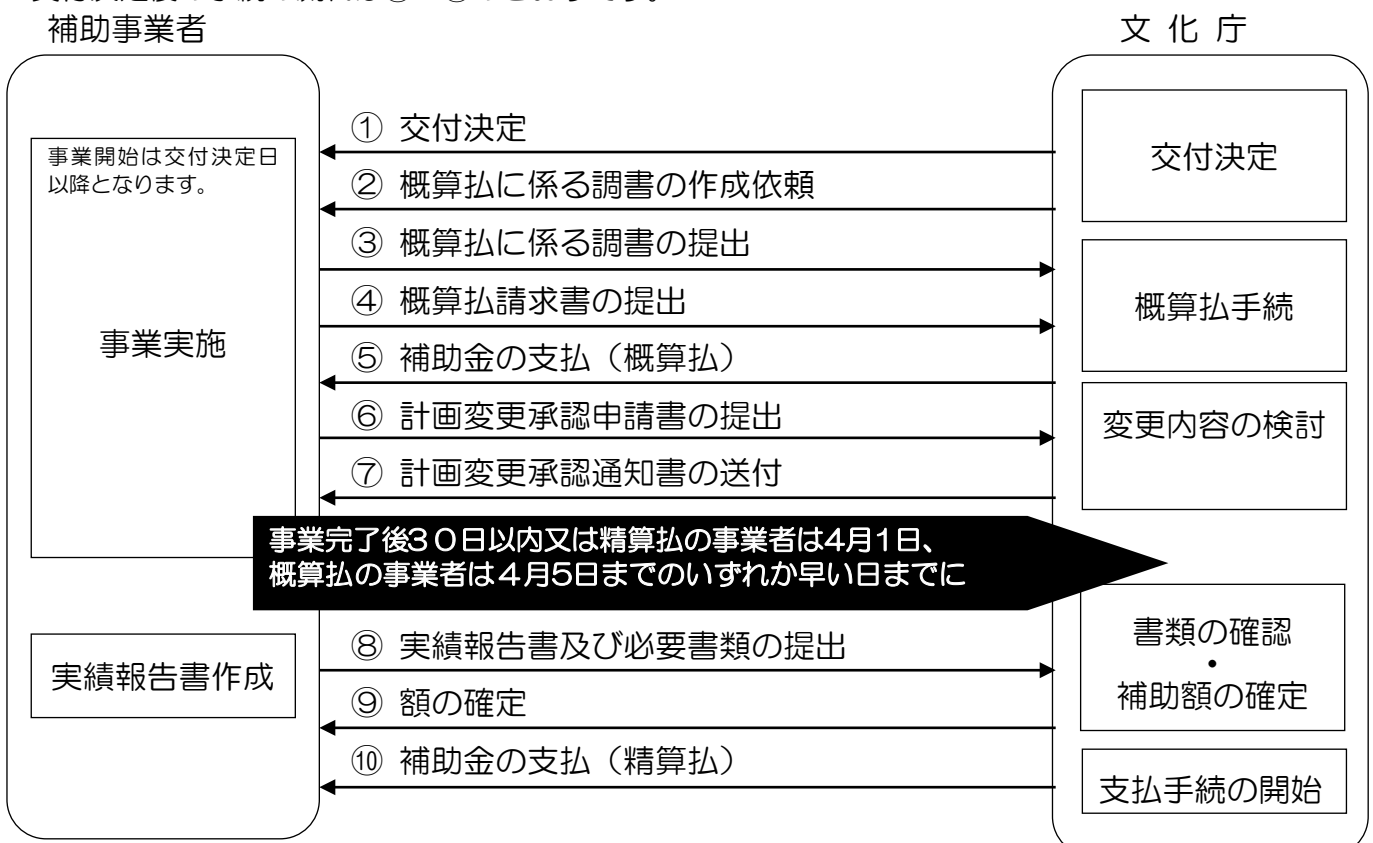 補助事業者
文化庁
① 交付決定
交付決定
事業開始は交付決定日
以降となります。
② 概算払に係る調書の作成依頼
③ 概算払に係る調書の提出
④ 概算払請求書の提出
概算払手続
事業実施
⑤ 補助金の支払（概算払）
⑥ 計画変更承認申請書の提出
変更内容の検討
⑦ 計画変更承認通知書の送付
事業完了後３０日以内又は精算払の事業者は4月1日、
概算払の事業者は４月5日までのいずれか早い日までに
⑧ 実績報告書及び必要書類の提出
書類の確認
・
補助額の確定
実績報告書作成
⑨ 額の確定
⑩ 補助金の支払（精算払）
支払手続の開始